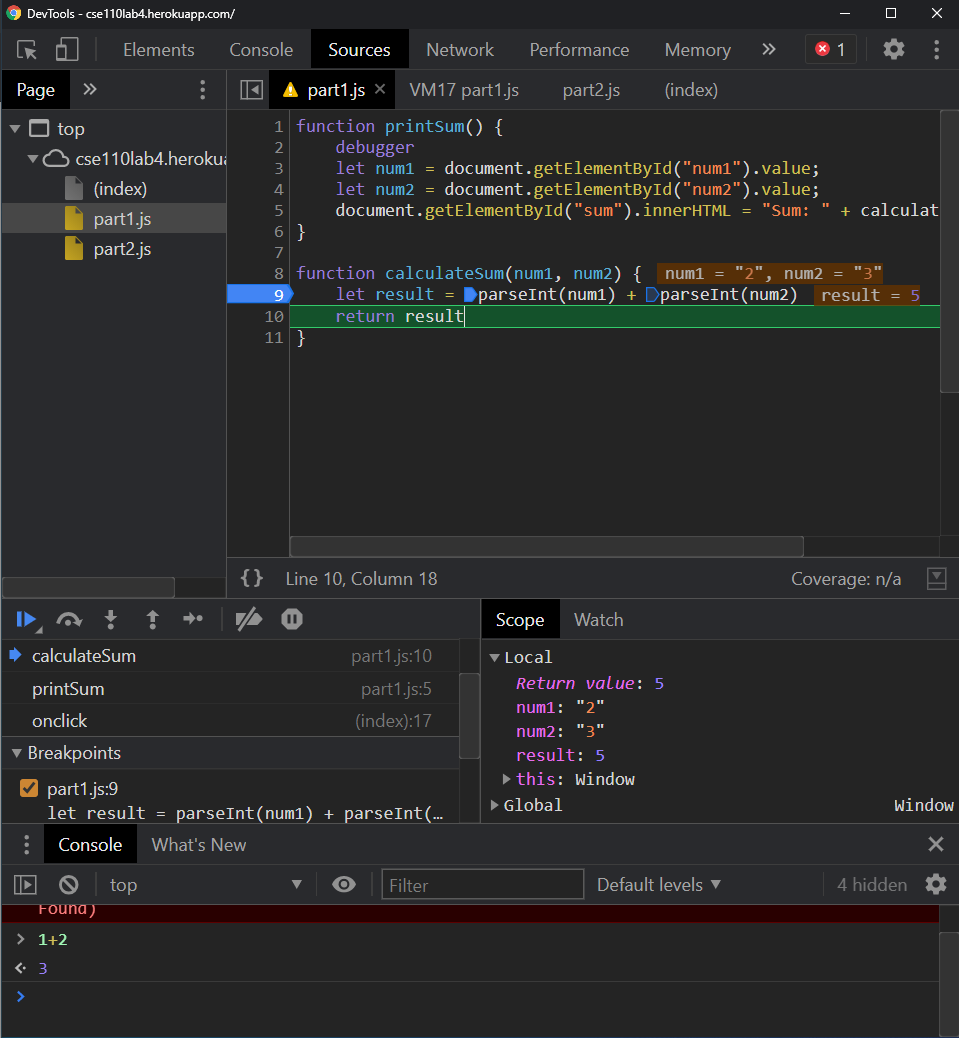 DevTools - cse110lab4.herokuapp.com/
Elements Console Sources Network Performance Memory » 1
Page » part1.js × VM17 part1.js part2.js (index)
top
cse110lab4.heroku
(index)
part1.js
part2.js
1 function printSum() {
2 debugger
3 let num1 = document.getElementById("num1").value;
4 let num2 = document.getElementById("num2").value;
5 document.getElementById("sum").innerHTML = "Sum: " + calculat
6 }
7
8 function calculateSum(num1, num2) { num1 = "2", num2 = "3"
9 let result = parseInt(num1) + parseInt(num2) result = 5
10 return result
11 }
{} Line 10, Column 18 Coverage: n/a
calculateSum part1.js:10
printSum part1.js:5
onclick (index):17
Breakpoints
part1.js:9
let result = parseInt(num1) + parseInt(…
Scope Watch
Local
Return value: 5
num1: "2"
num2: "3"
result: 5
this: Window
Global Window
Console What's New
top Filter Default levels 4 hidden
Found)
> 1+2
3
>